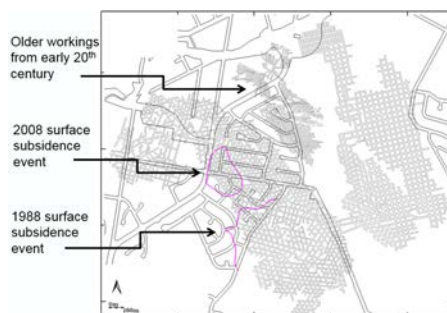 Older workings
from early 20th
century
2008 surface
subsidence
event
1988 surface
subsidence
event